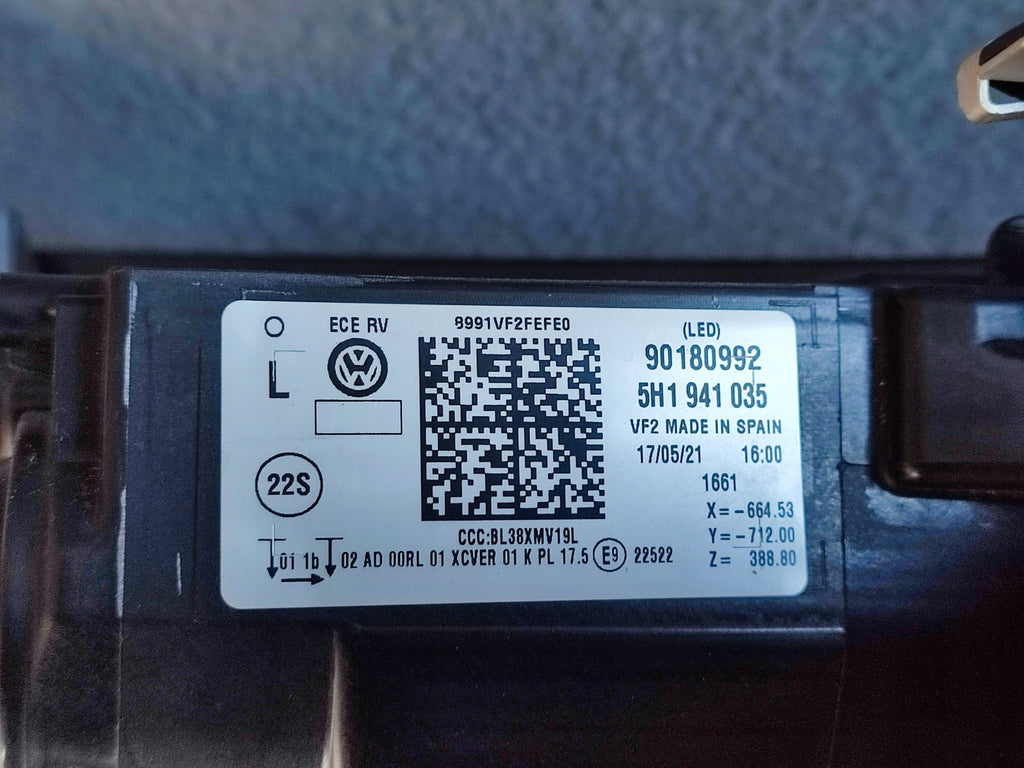 ECE RV
L
22S
01 1b 02 AD 00RL 01 XCVER 01 K PL 17.5 E9 22522
8991VF2FEFE0
CCC:BL38XMV19L
(LED)
90180992
5H1 941 035
VF2 MADE IN SPAIN
17/05/21 16:00
1661
X= -664.53
Y= -712.00
Z= 388.80